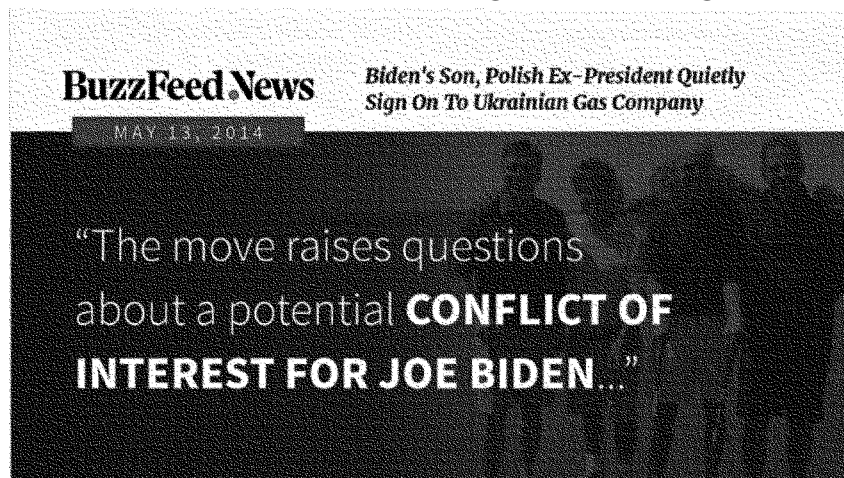 BuzzFeed News
Biden's Son, Polish Ex-President Quietly
Sign On To Ukrainian Gas Company
MAY 13, 2014
“The move raises questions
about a potential CONFLICT OF
INTEREST FOR JOE BIDEN...”